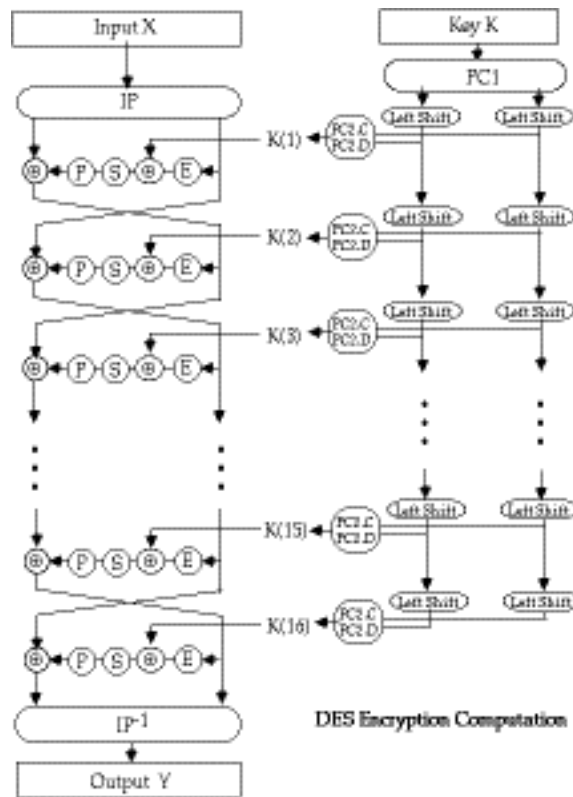 Input X
Key K
IP
PC1
Left Shift
Left Shift
PC2.C
PC2.D
K(1)
⊕ P S ⊕ E
Left Shift
Left Shift
PC2.C
PC2.D
K(2)
⊕ P S ⊕ E
Left Shift
Left Shift
PC2.C
PC2.D
K(3)
⊕ P S ⊕ E
Left Shift
Left Shift
PC2.C
PC2.D
K(15)
⊕ P S ⊕ E
Left Shift
Left Shift
PC2.C
PC2.D
K(16)
⊕ P S ⊕ E
IP-1
DES Encryption Computation
Output Y